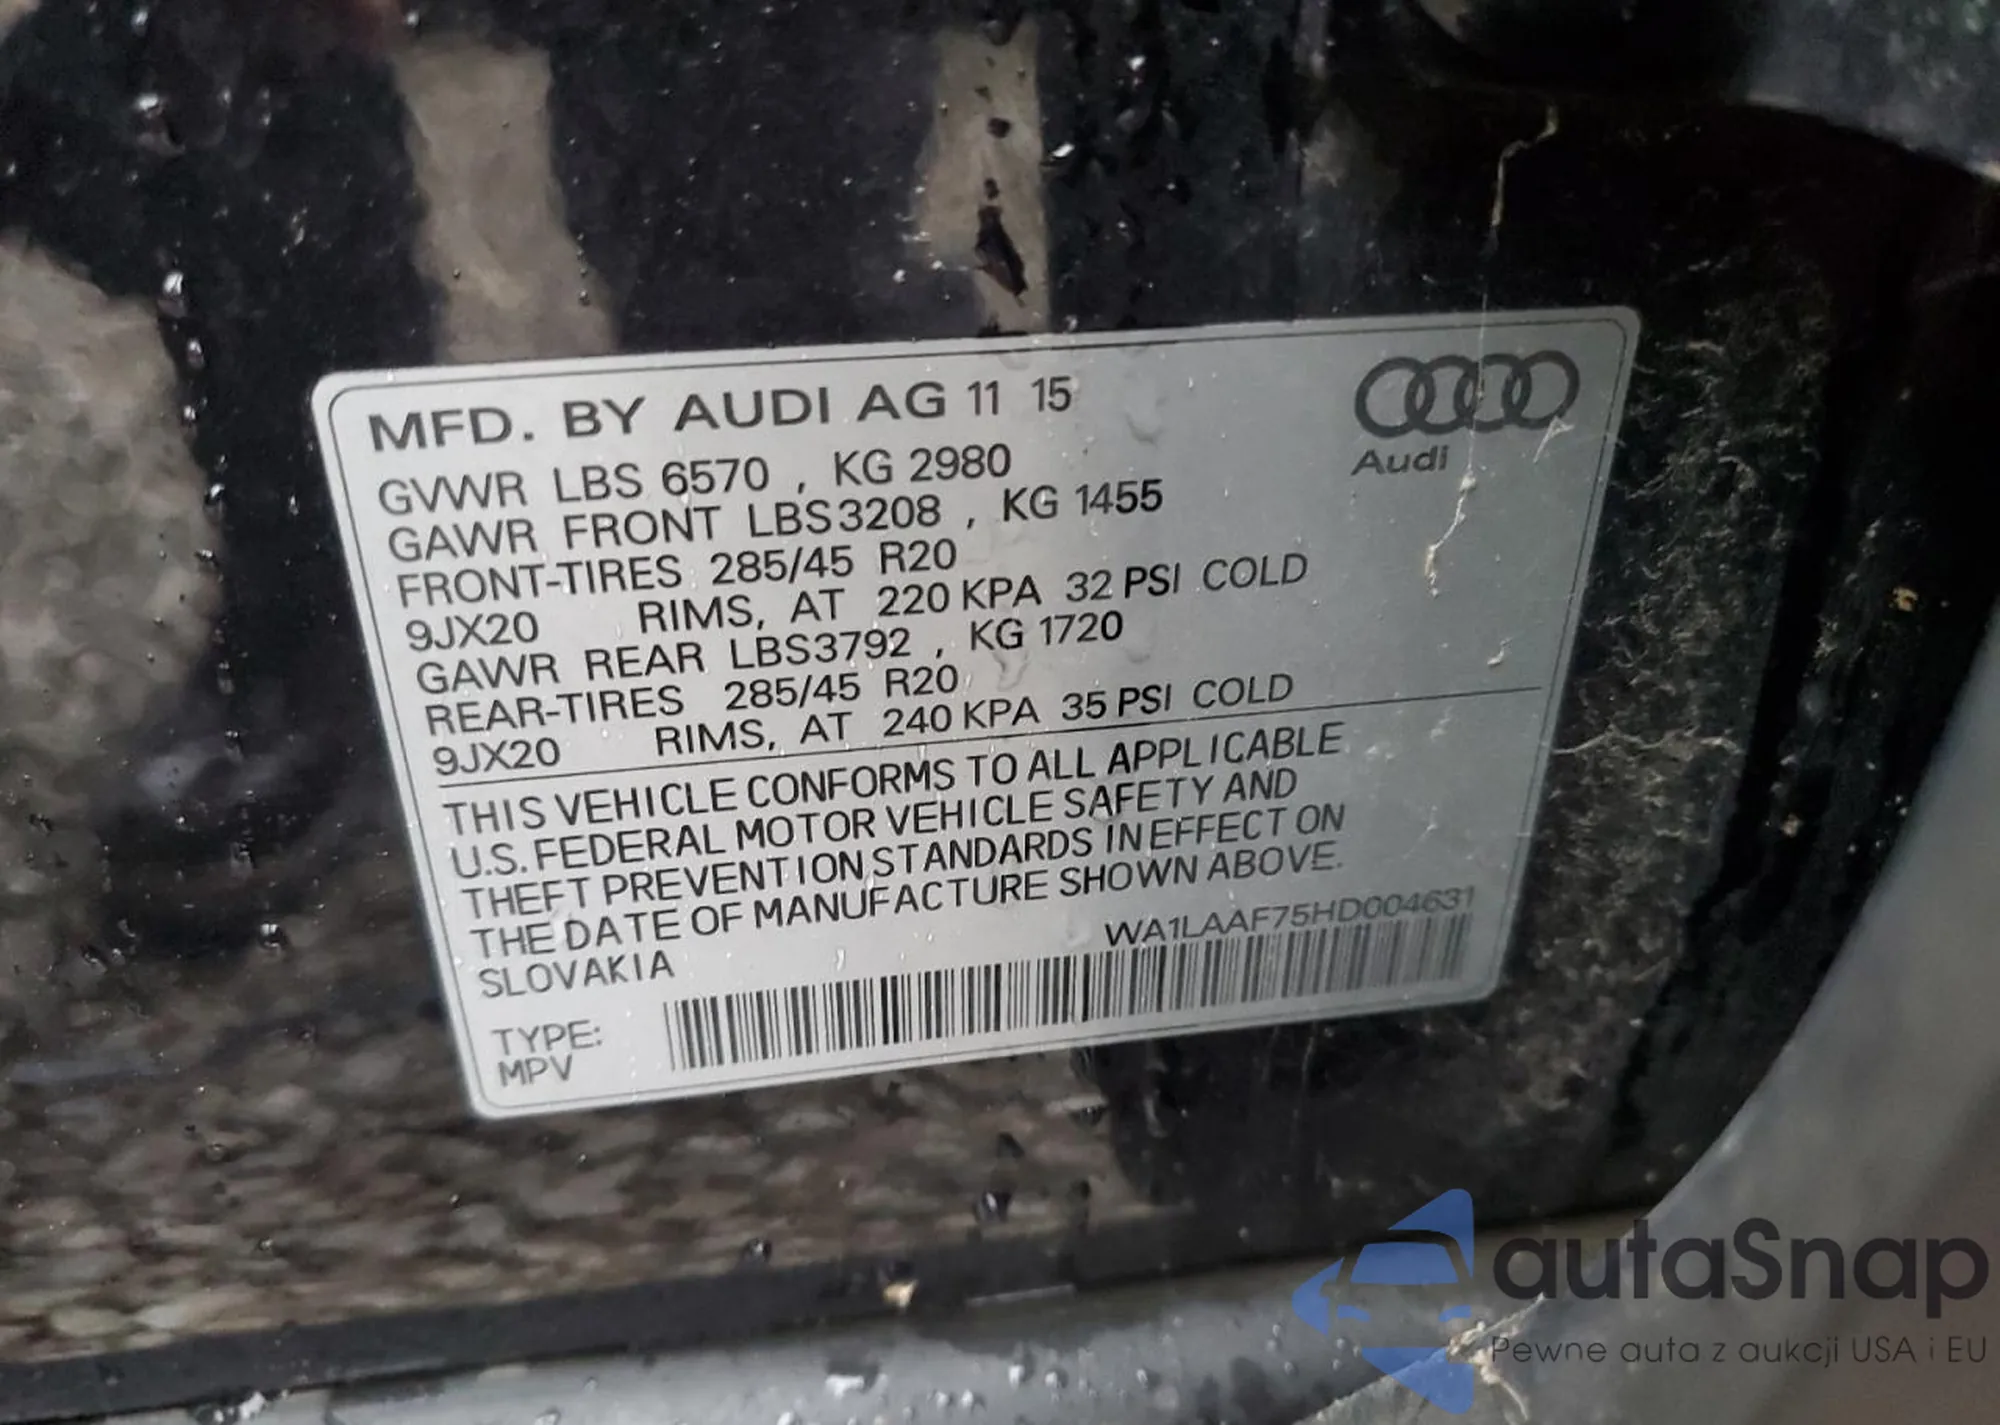 MFD. BY AUDI AG 11 15
Audi
GVWR LBS 6570 , KG 2980
GAWR FRONT LBS3208 , KG 1455
FRONT-TIRES 285/45 R20
9JX20 RIMS, AT 220 KPA 32 PSI COLD
GAWR REAR LBS3792 , KG 1720
REAR-TIRES 285/45 R20
9JX20 RIMS, AT 240 KPA 35 PSI COLD
THIS VEHICLE CONFORMS TO ALL APPLICABLE
U.S. FEDERAL MOTOR VEHICLE SAFETY AND
THEFT PREVENTION STANDARDS IN EFFECT ON
THE DATE OF MANUFACTURE SHOWN ABOVE.
SLOVAKIA
WA1LAAF75HD004631
TYPE:
MPV
autaSnap
Pewne auta z aukcji USA i EU